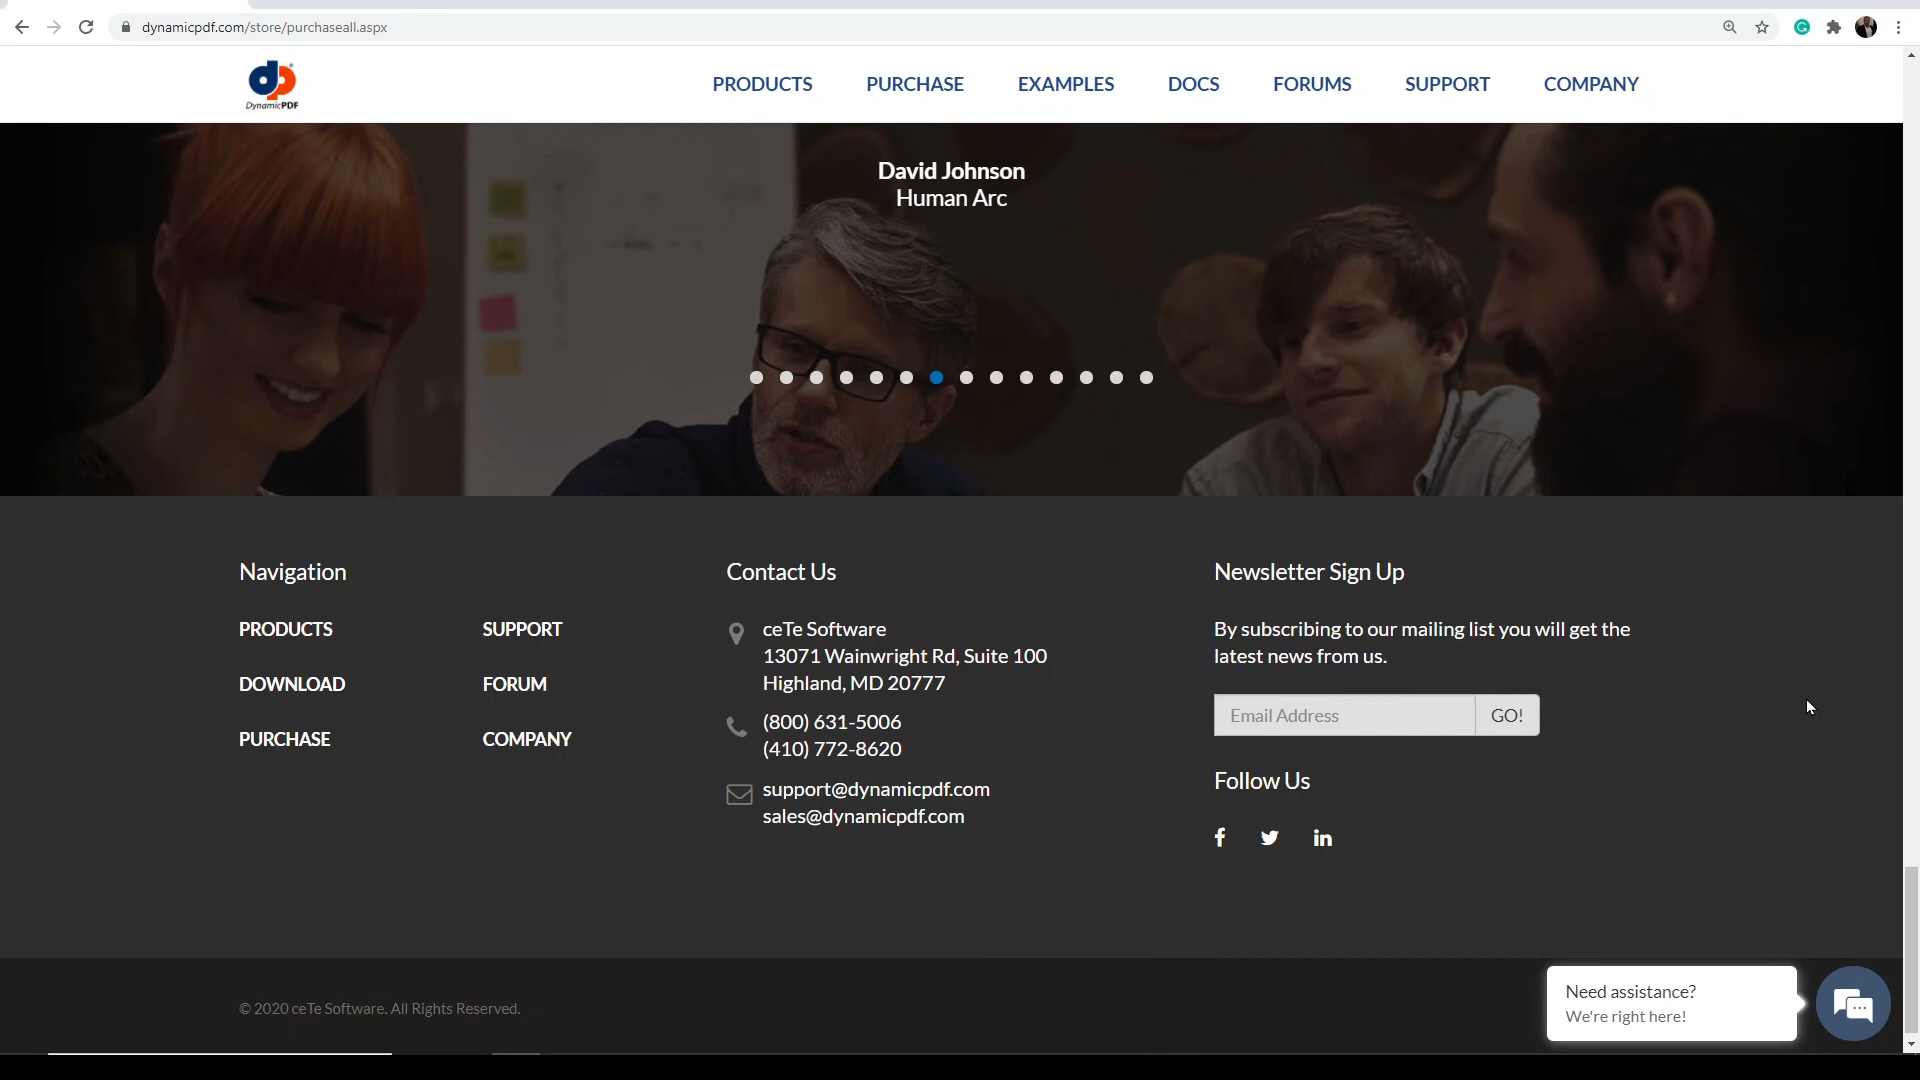 dynamicpdf.com/store/purchaseall.aspx
dp
DynamicPDF
PRODUCTS
PURCHASE
EXAMPLES
DOCS
FORUMS
SUPPORT
COMPANY
David Johnson
Human Arc
Navigation
PRODUCTS
SUPPORT
DOWNLOAD
FORUM
PURCHASE
COMPANY
Contact Us
ceTe Software
13071 Wainwright Rd, Suite 100
Highland, MD 20777
(800) 631-5006
(410) 772-8620
support@dynamicpdf.com
sales@dynamicpdf.com
Newsletter Sign Up
By subscribing to our mailing list you will get the
latest news from us.
Email Address
GO!
Follow Us
© 2020 ceTe Software. All Rights Reserved.
Need assistance?
We're right here!